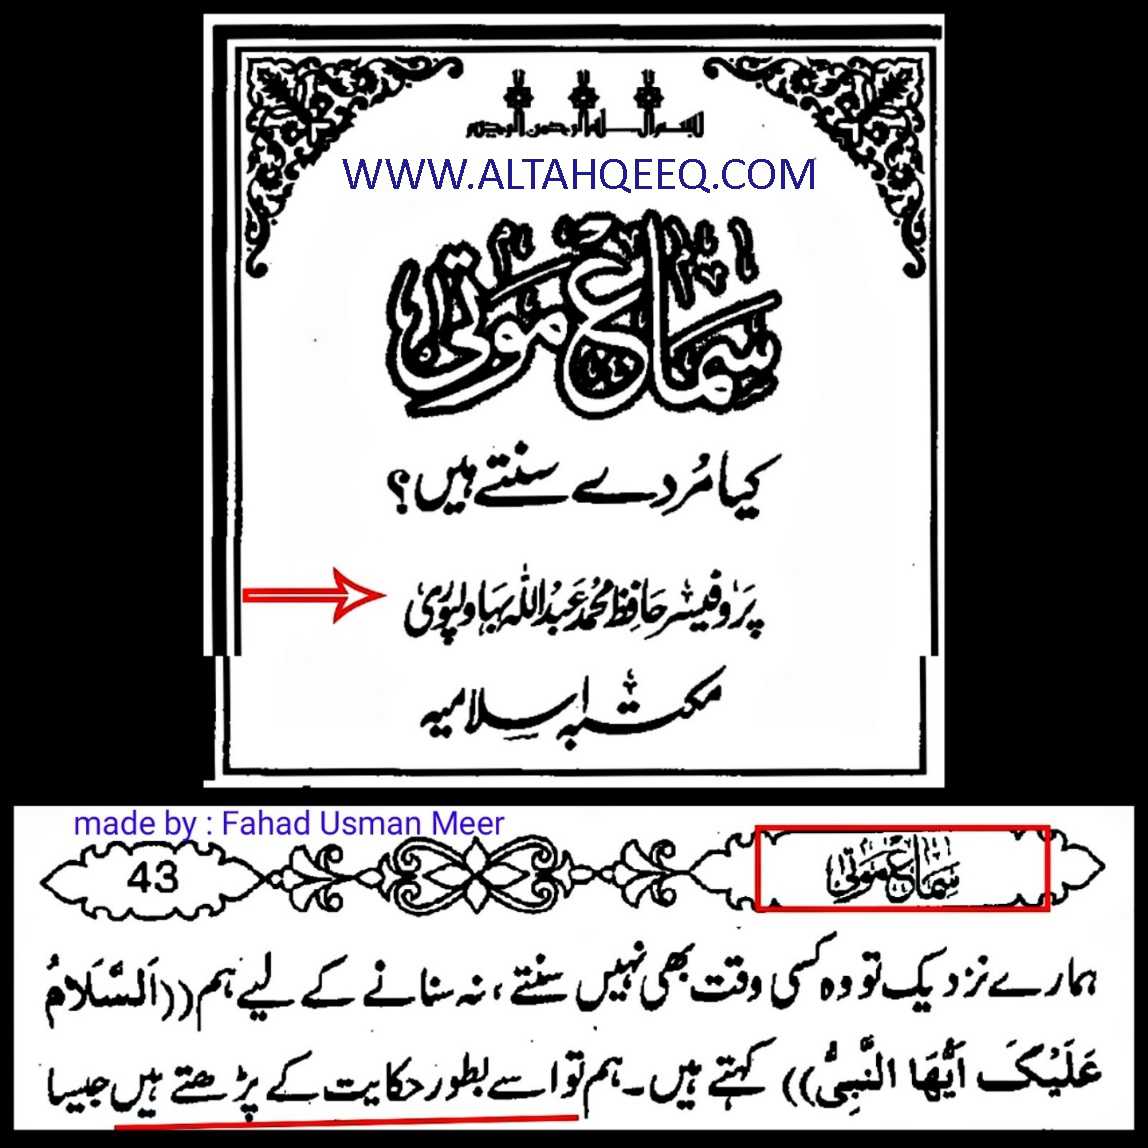 بسم اللہ الرحمن الرحیم
WWW.ALTAHQEEQ.COM
سماع موتٰی
کیا مُردے سنتے ہیں؟
پروفیسر حافظ محمد عبداللہ بہاولپوری
مکتبہ اسلامیہ
made by : Fahad Usman Meer
سماع موتٰی
43
ہمارے نزدیک تو وہ کسی وقت بھی نہیں سنتے، نہ سنانے کے لیے ہم ((اَلسَّلَامُ
عَلَيْكَ اَيُّهَا النَّبِيُّ)) کہتے ہیں۔ ہم تو اسے بطور حکایت کے پڑھتے ہیں جیسا